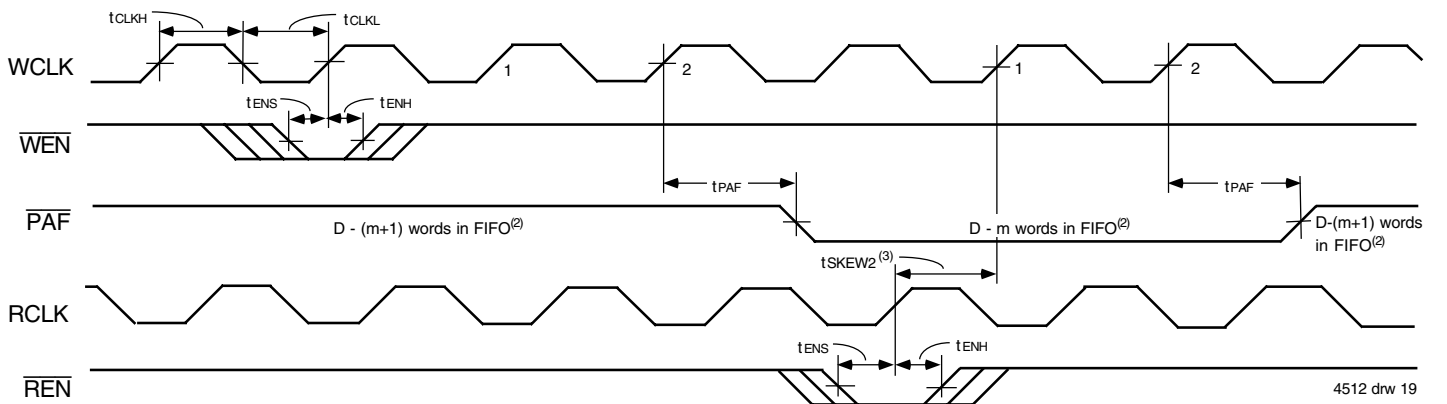 tCLKH tCLKL
WCLK 1 2 1 2
tENS tENH
WEN
tPAF tPAF
PAF
D - (m+1) words in FIFO(2) D - m words in FIFO(2) D-(m+1) words
in FIFO(2)
tSKEW2(3)
RCLK
tENS tENH
REN
4512 drw 19